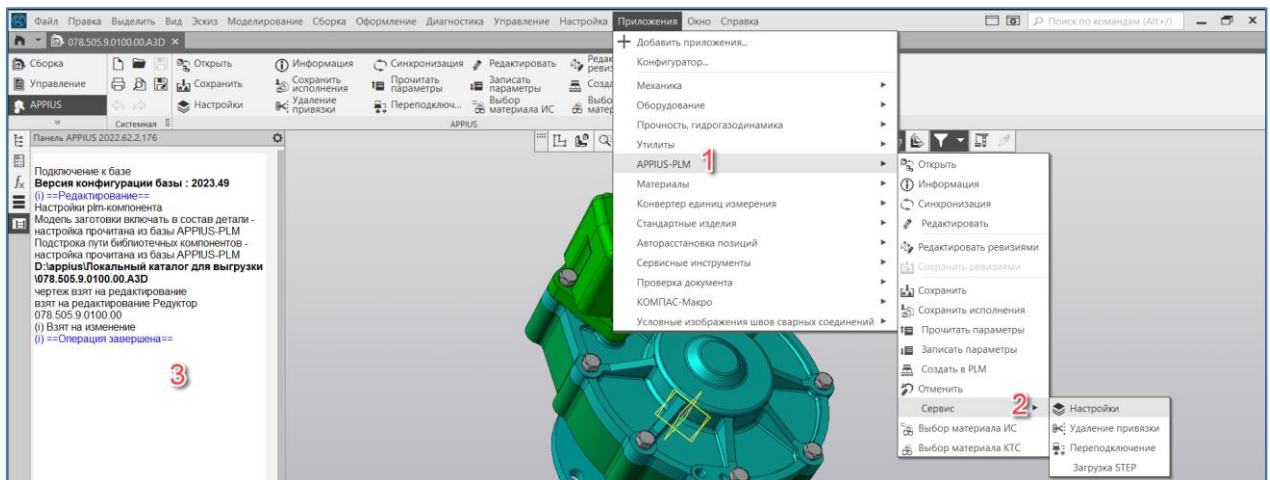 Файл Правка Выделить Вид Эскиз Моделирование Сборка Оформление Диагностика Управление Настройка Приложения Окно Справка
Поиск по командам (Alt+/)
078.505.9.0100.00.A3D
Сборка
Управление
APPIUS
Системная
Открыть
Сохранить
Настройки
Информация
Сохранить исполнения
Удаление привязки
Синхронизация
Прочитать параметры
Переподключ...
Редактировать
Записать параметры
Выбор материала ИС
Редак
ревиз
Созда
Выбо
матер
APPIUS
Панель APPIUS 2022.62.2.176
Подключение к базе
Версия конфигурации базы : 2023.49
(i) ==Редактирование==
Настройки plm-компонента
Модель заготовки включать в состав детали -
настройка прочитана из базы APPIUS-PLM
Подстрока пути библиотечных компонентов -
настройка прочитана из базы APPIUS-PLM
D:\appius\Локальный каталог для выгрузки
\078.505.9.0100.00.A3D
чертеж взят на редактирование
взят на редактирование Редуктор
078.505.9.0100.00
(i) Взят на изменение
(i) ==Операция завершена==
3
Добавить приложения...
Конфигуратор...
Механика
Оборудование
Прочность, гидрогазодинамика
Утилиты
APPIUS-PLM
1
Материалы
Конвертер единиц измерения
Стандартные изделия
Авторасстановка позиций
Сервисные инструменты
Проверка документа
КОМПАС-Макро
Условные изображения швов сварных соединений
Открыть
Информация
Синхронизация
Редактировать
Редактировать ревизиями
Сохранить ревизиями
Сохранить
Сохранить исполнения
Прочитать параметры
Записать параметры
Создать в PLM
Отменить
Сервис
2
Выбор материала ИС
Выбор материала КТС
Настройки
Удаление привязки
Переподключение
Загрузка STEP